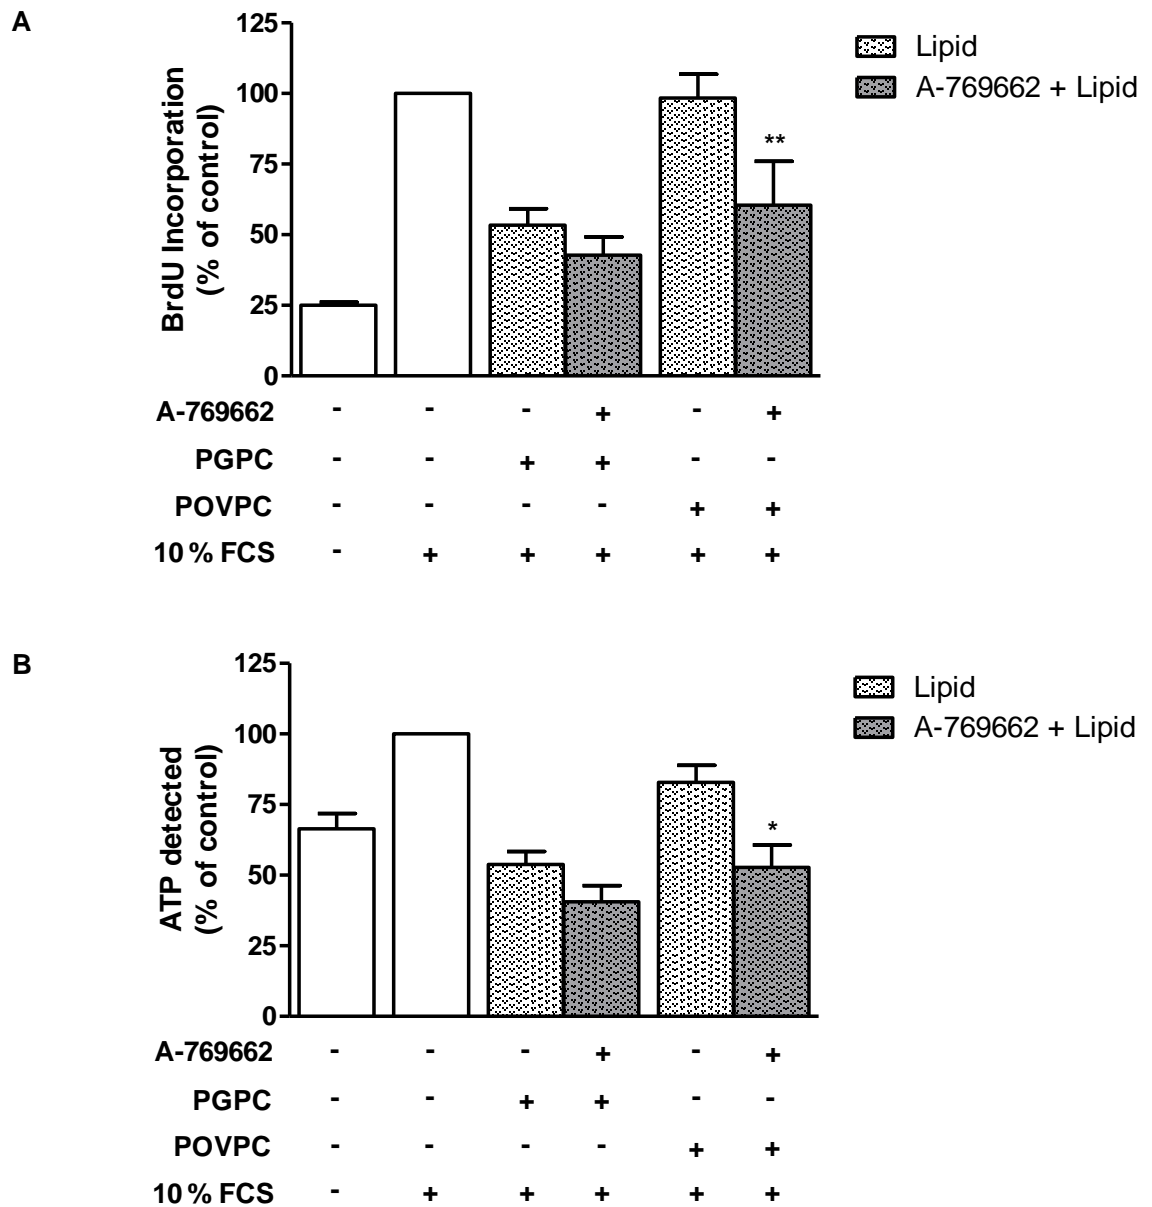 A
125
100
75
50
25
0
BrdU Incorporation
(% of control)
Lipid
A-769662 + Lipid
**
A-769662 - - - + - +
PGPC - - + + - -
POVPC - - - - + +
10 % FCS - + + + + +
B
125
100
75
50
25
0
ATP detected
(% of control)
Lipid
A-769662 + Lipid
*
A-769662 - - - + - +
PGPC - - + + - -
POVPC - - - - + +
10 % FCS - + + + + +